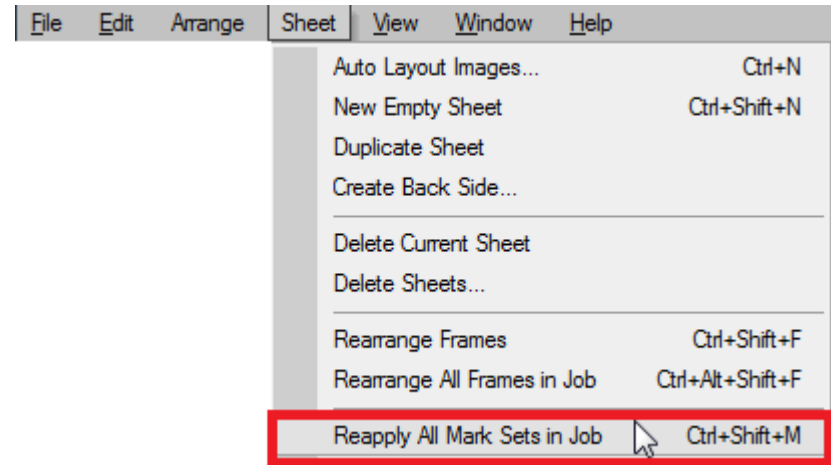 File Edit Arrange Sheet View Window Help
Auto Layout Images... Ctrl+N
New Empty Sheet Ctrl+Shift+N
Duplicate Sheet
Create Back Side...
Delete Current Sheet
Delete Sheets...
Rearrange Frames Ctrl+Shift+F
Rearrange All Frames in Job Ctrl+Alt+Shift+F
Reapply All Mark Sets in Job Ctrl+Shift+M